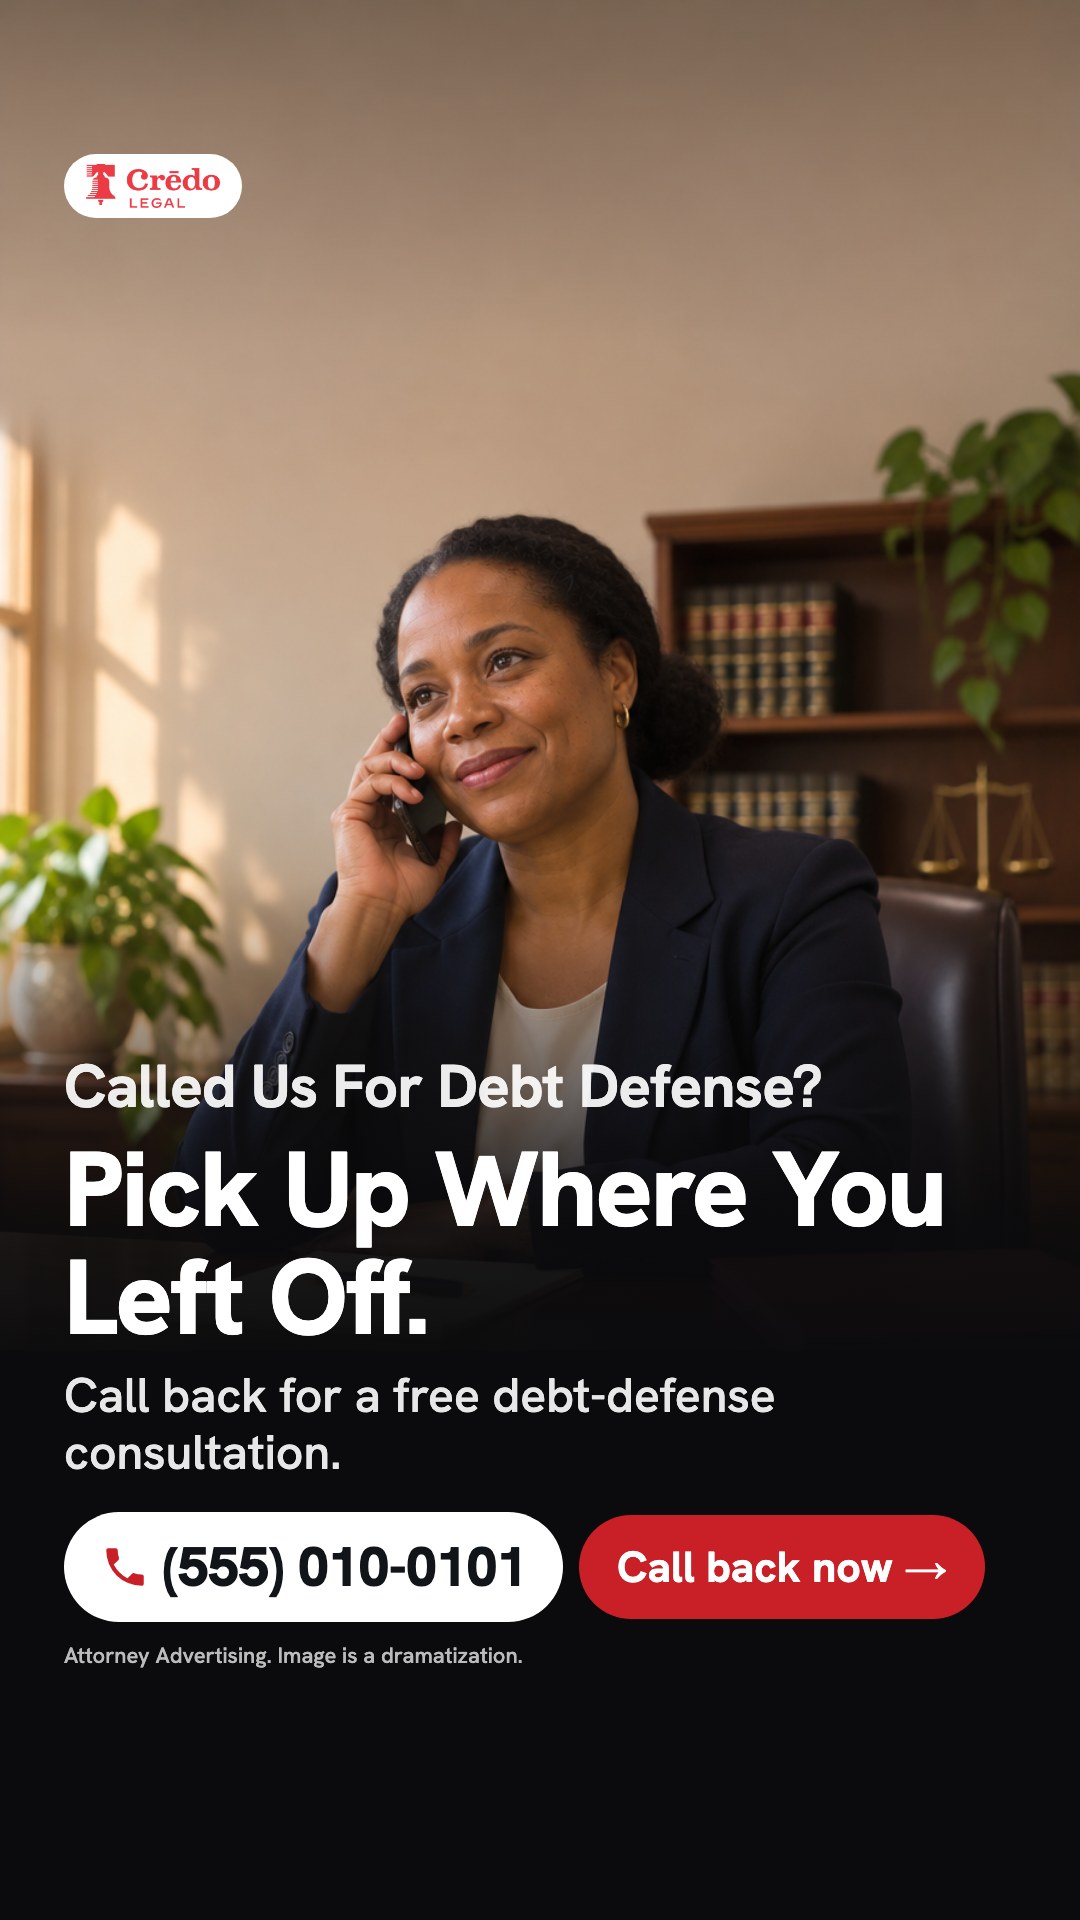 Crēdo
LEGAL
Called Us For Debt Defense?
Pick Up Where You
Left Off.
Call back for a free debt-defense
consultation.
(555) 010-0101
Call back now →
Attorney Advertising. Image is a dramatization.